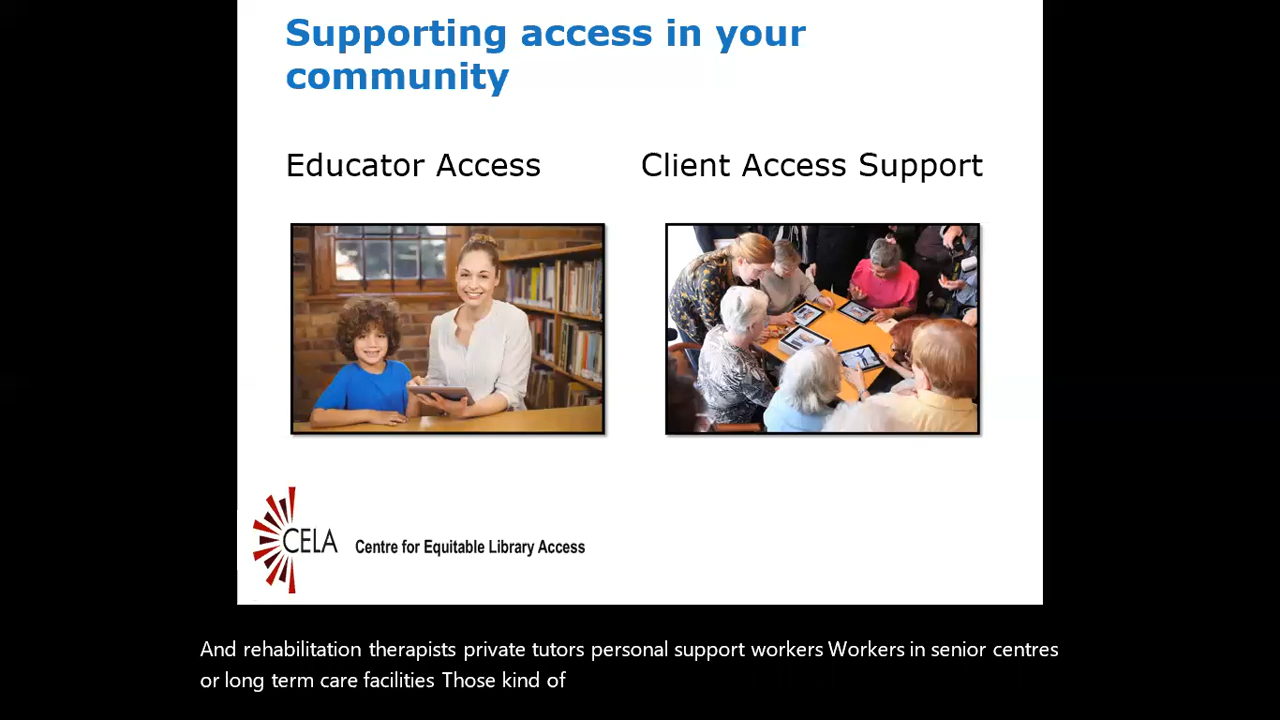 Supporting access in your
community
Educator Access
Client Access Support
CELA
Centre for Equitable Library Access
And rehabilitation therapists private tutors personal support workers Workers in senior centres
or long term care facilities Those kind of